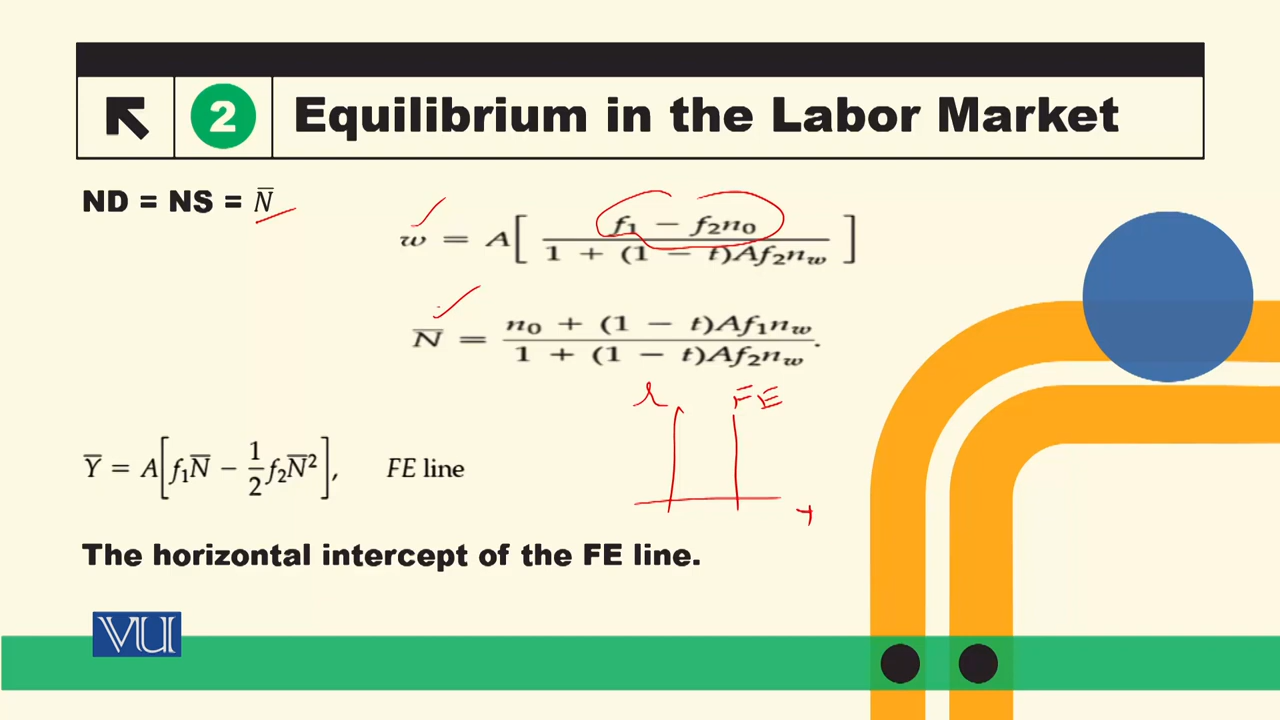 2 Equilibrium in the Labor Market
ND = NS = N̄
w = A[ (f₁ − f₂n₀) / (1 + (1 − t)Af₂n_w) ]
N̄ = (n₀ + (1 − t)Af₁n_w) / (1 + (1 − t)Af₂n_w).
r FE
Ȳ = A[f₁N̄ − ½f₂N̄²], FE line
The horizontal intercept of the FE line.
VU